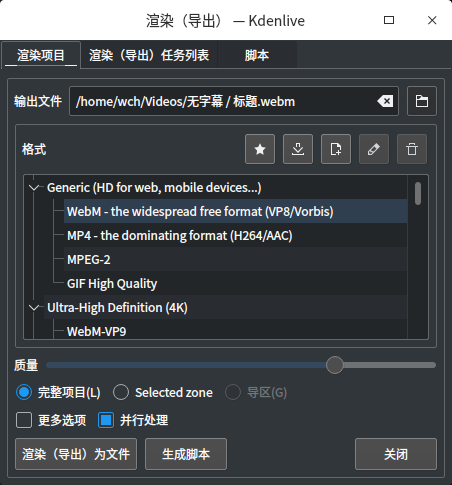 渲染（导出） — Kdenlive
渲染项目 渲染（导出）任务列表 脚本
输出文件 /home/wch/Videos/无字幕 / 标题.webm
格式
Generic (HD for web, mobile devices...)
WebM - the widespread free format (VP8/Vorbis)
MP4 - the dominating format (H264/AAC)
MPEG-2
GIF High Quality
Ultra-High Definition (4K)
WebM-VP9
质量
完整项目(L) Selected zone 导区(G)
更多选项 并行处理
渲染（导出）为文件 生成脚本 关闭